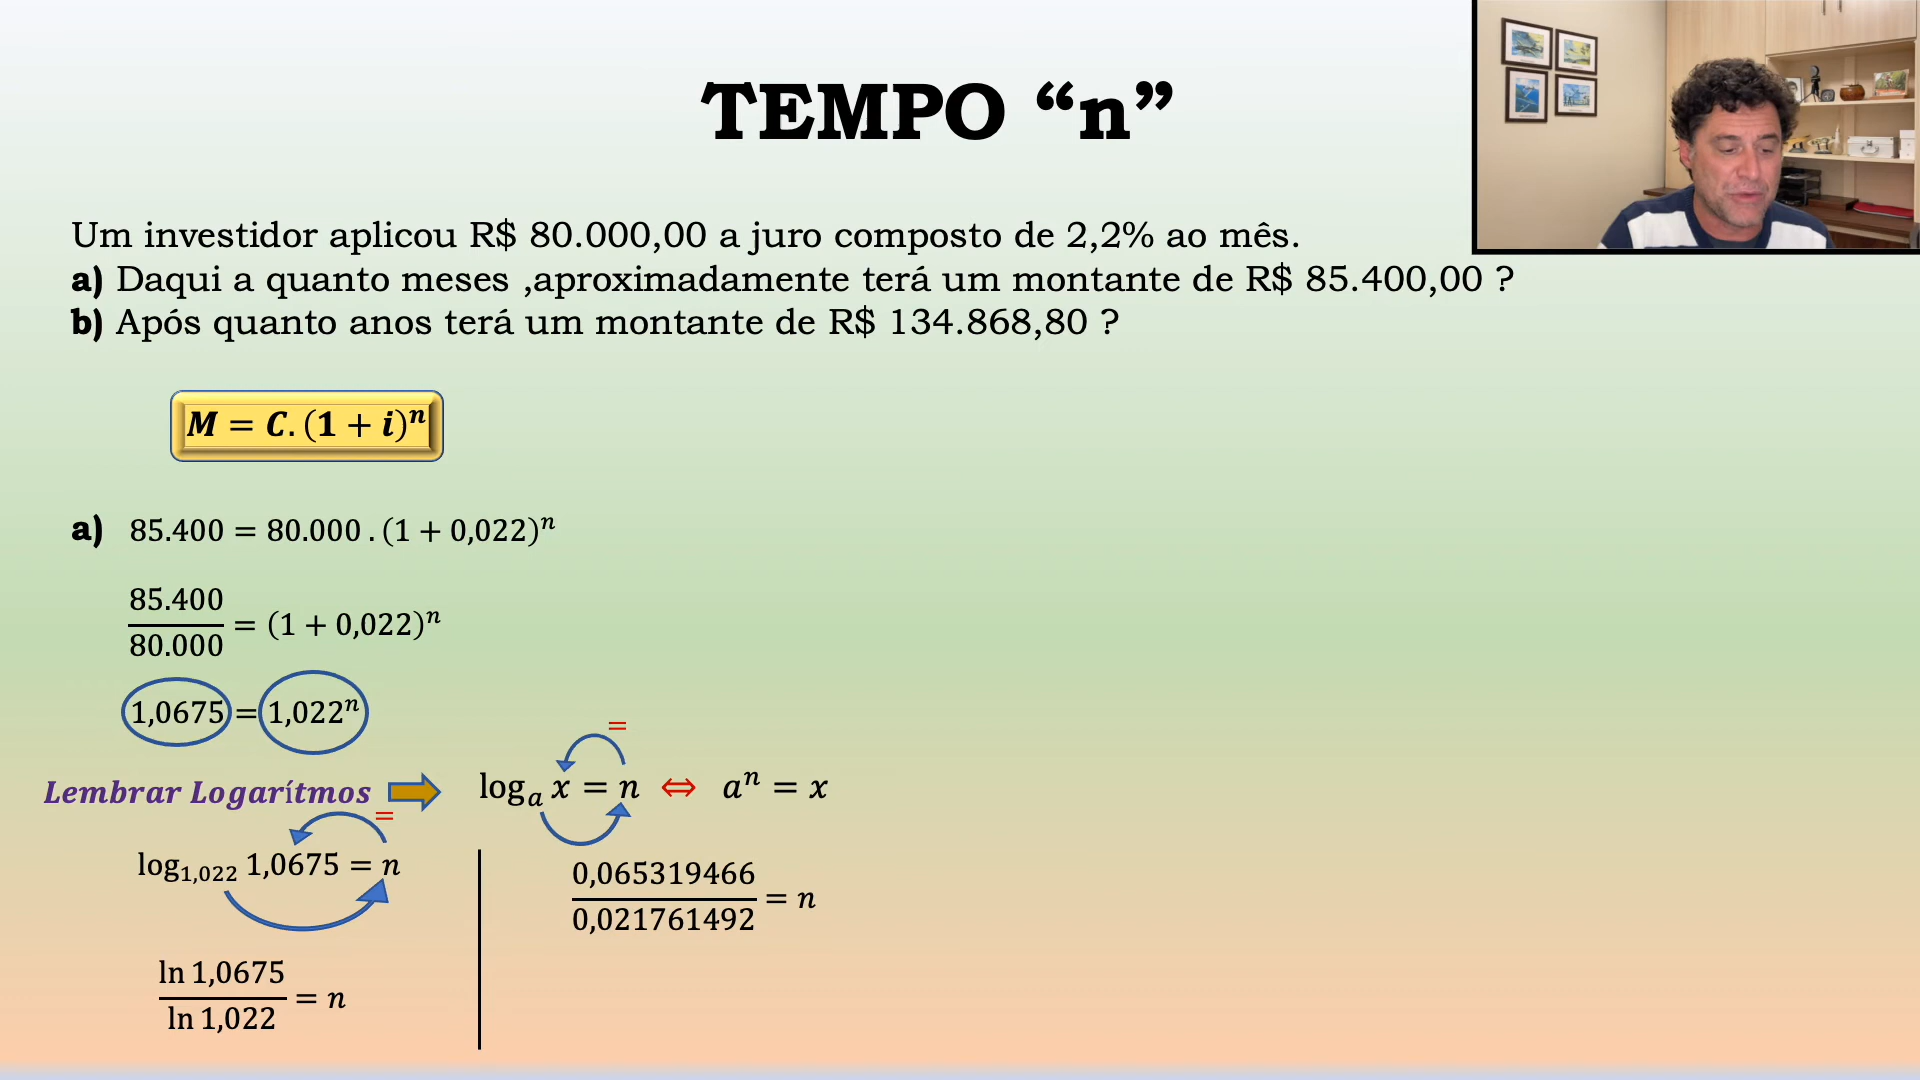 TEMPO “n”
Um investidor aplicou R$ 80.000,00 a juro composto de 2,2% ao mês.
a) Daqui a quanto meses ,aproximadamente terá um montante de R$ 85.400,00 ?
b) Após quanto anos terá um montante de R$ 134.868,80 ?
M = C. (1 + i)ⁿ
a) 85.400 = 80.000 . (1 + 0,022)ⁿ
85.400/80.000 = (1 + 0,022)ⁿ
1,0675 = 1,022ⁿ
=
Lembrar Logarítmos logₐ x = n ⇔ aⁿ = x
=
log₁,₀₂₂ 1,0675 = n
ln 1,0675/ln 1,022 = n
0,065319466/0,021761492 = n